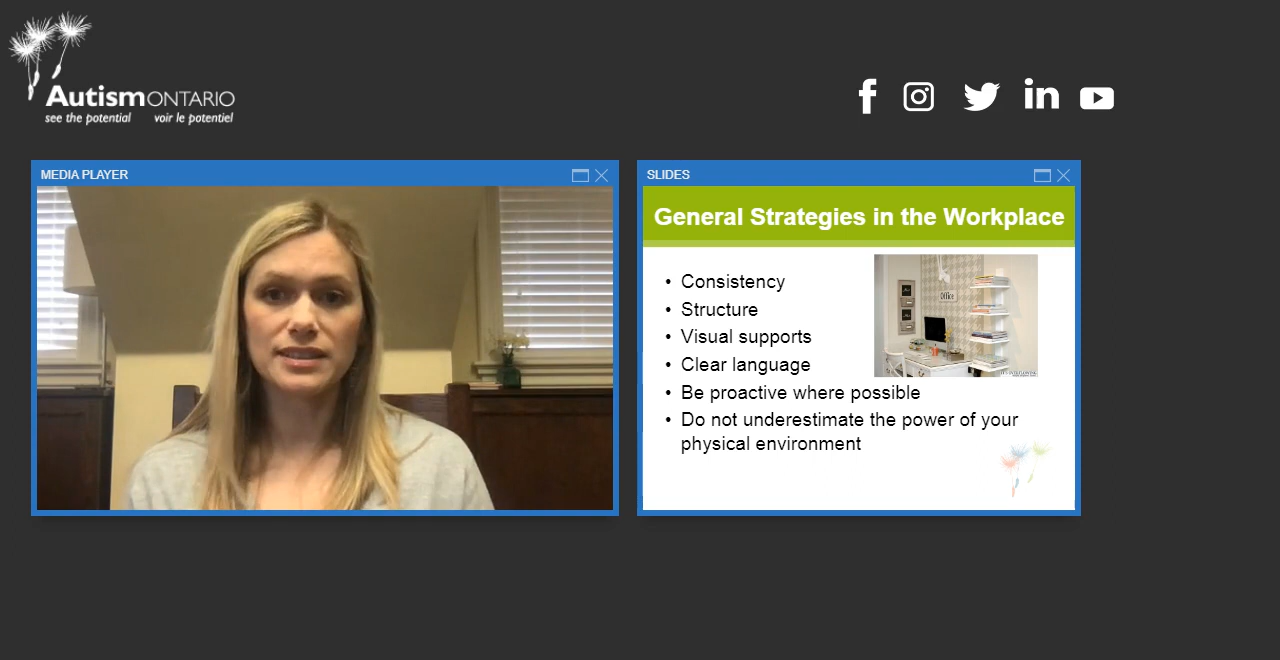 Autism ONTARIO
see the potential voir le potentiel
MEDIA PLAYER
SLIDES
General Strategies in the Workplace
Office
• Consistency
• Structure
• Visual supports
• Clear language
• Be proactive where possible
• Do not underestimate the power of your
physical environment